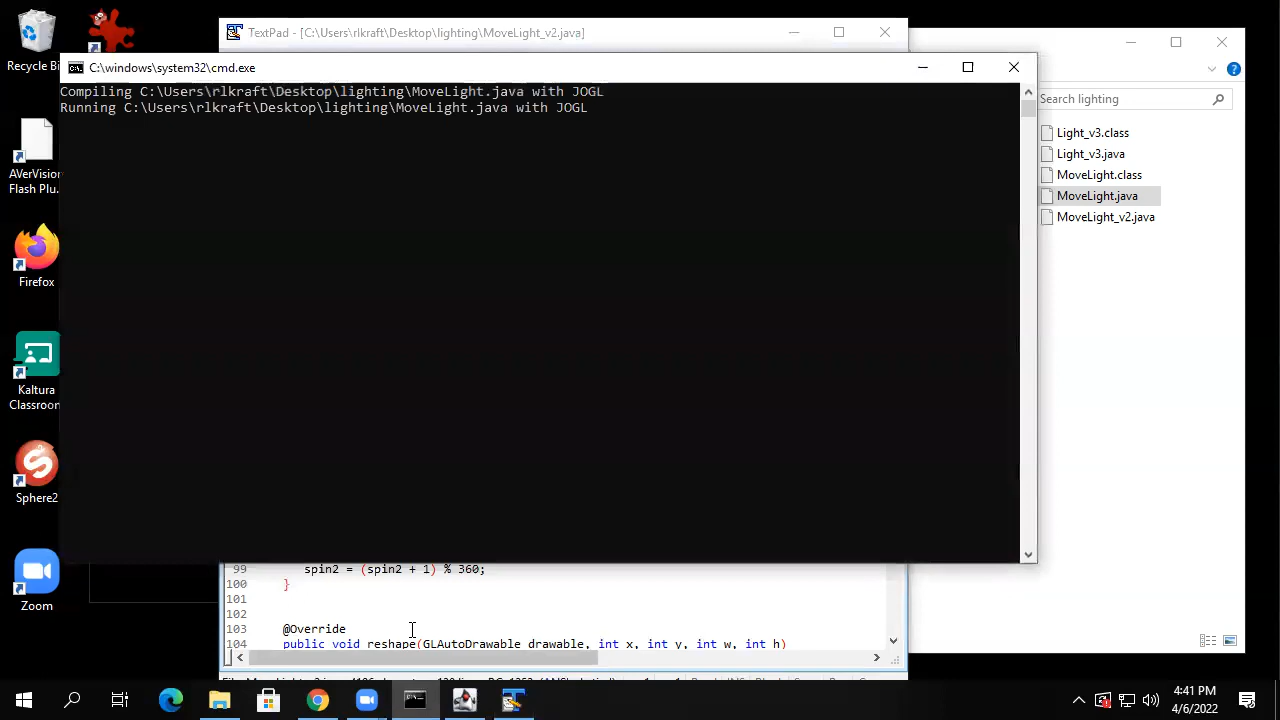 Recycle Bi
TextPad - [C:\Users\rlkraft\Desktop\lighting\MoveLight_v2.java]
C:\windows\system32\cmd.exe
Compiling C:\Users\rlkraft\Desktop\lighting\MoveLight.java with JOGL
Running C:\Users\rlkraft\Desktop\lighting\MoveLight.java with JOGL
Search lighting
Light_v3.class
Light_v3.java
MoveLight.class
MoveLight.java
MoveLight_v2.java
AVerVision
Flash Plu...
Firefox
Kaltura
Classroom
Sphere2
Zoom
99 spin2 = (spin2 + 1) % 360;
100 }
101
102
103 @Override
104 public void reshape(GLAutoDrawable drawable, int x, int y, int w, int h)
4:41 PM
4/6/2022